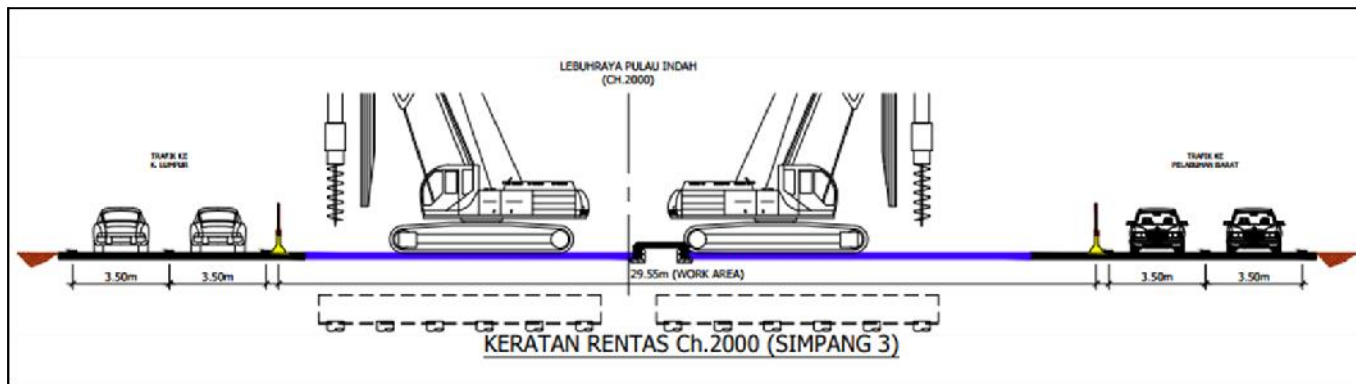 LEBUHRAYA PULAU INDAH
(CH.2000)
TRAFIK KE
K. LUMPUR
TRAFIK KE
PELABUHAN BARAT
3.50m
3.50m
29.55m (WORK AREA)
3.50m
3.50m
KERATAN RENTAS Ch.2000 (SIMPANG 3)